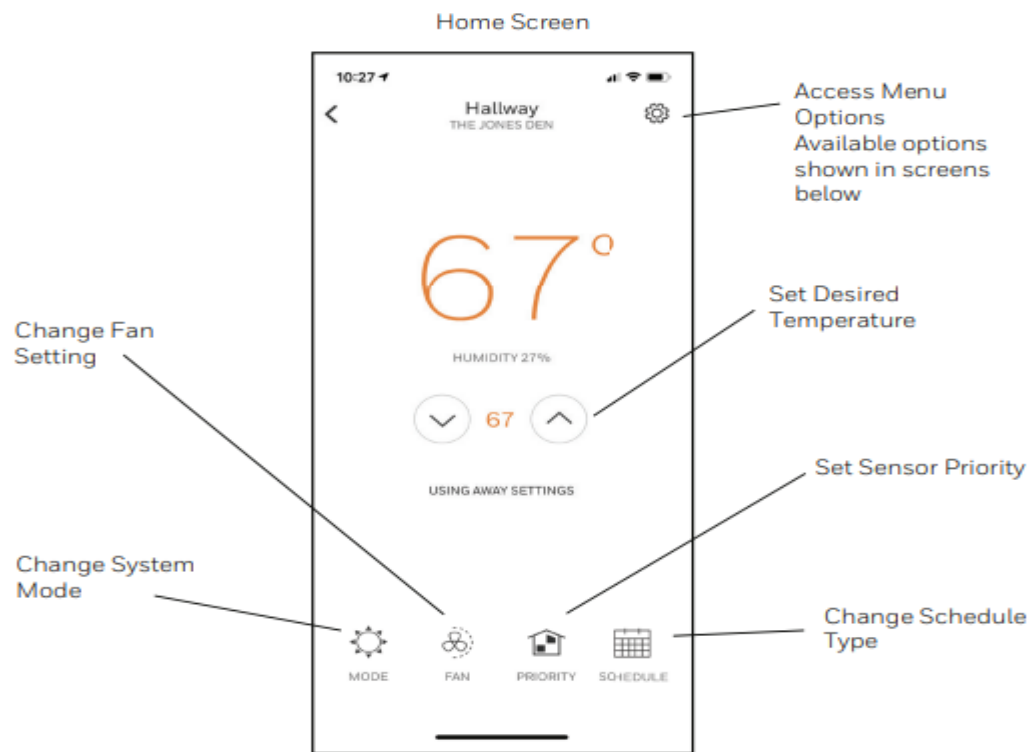 Home Screen
10:27
Hallway
THE JONES DEN
Access Menu
Options
Available options
shown in screens
below
67°
Set Desired
Temperature
Change Fan
Setting
HUMIDITY 27%
67
Set Sensor Priority
USING AWAY SETTINGS
Change System
Mode
Change Schedule
Type
MODE
FAN
PRIORITY
SCHEDULE